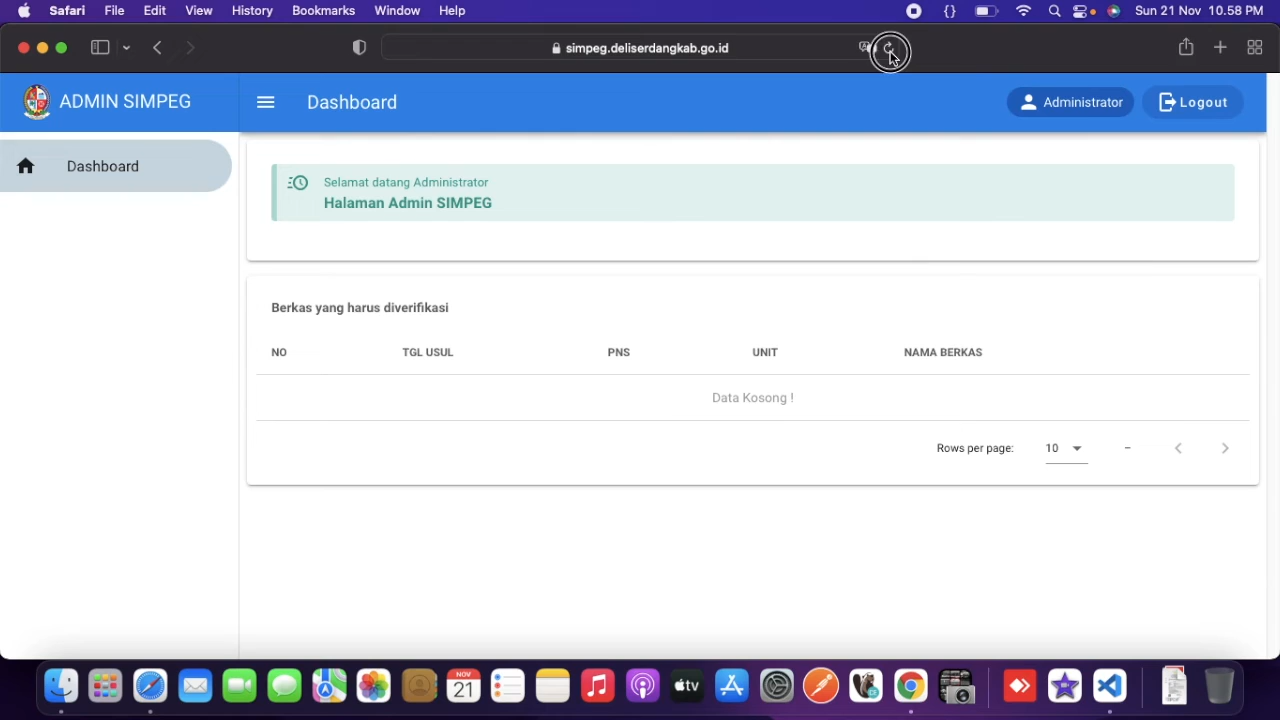 Safari File Edit View History Bookmarks Window Help Sun 21 Nov 10.58 PM
simpeg.deliserdangkab.go.id
ADMIN SIMPEG Dashboard Administrator Logout
Dashboard
Selamat datang Administrator
Halaman Admin SIMPEG
Berkas yang harus diverifikasi
NO TGL USUL PNS UNIT NAMA BERKAS
Data Kosong !
Rows per page: 10 –
NOV
21
tv